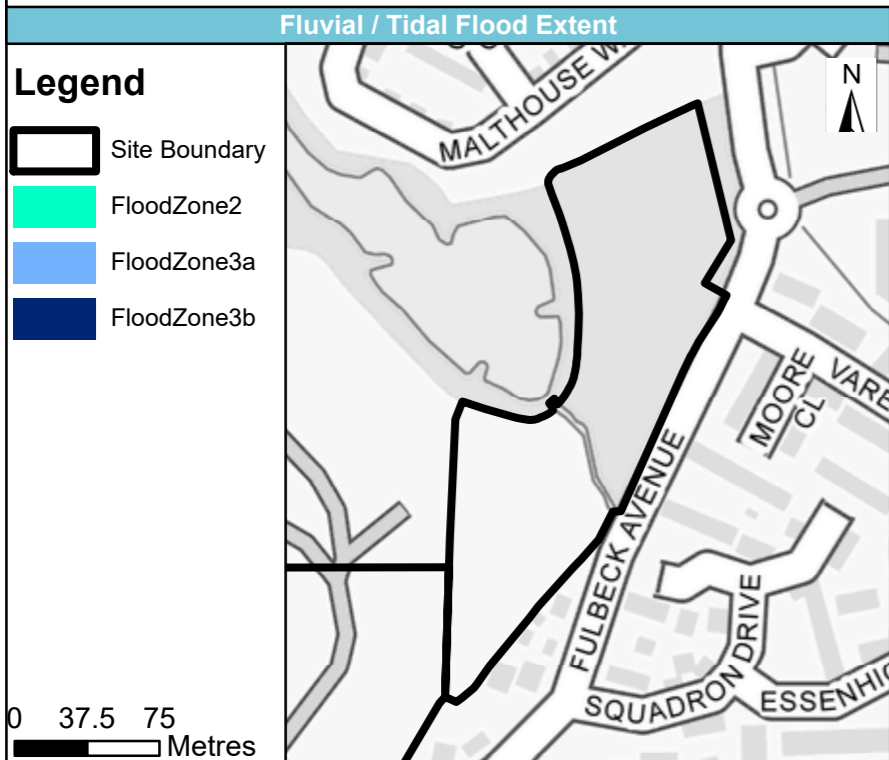 Fluvial / Tidal Flood Extent
Legend
Site Boundary
FloodZone2
FloodZone3a
FloodZone3b
0 37.5 75
Metres
N
MALTHOUSE
MOORE
CL
FULBECK AVENUE
SQUADRON DRIVE